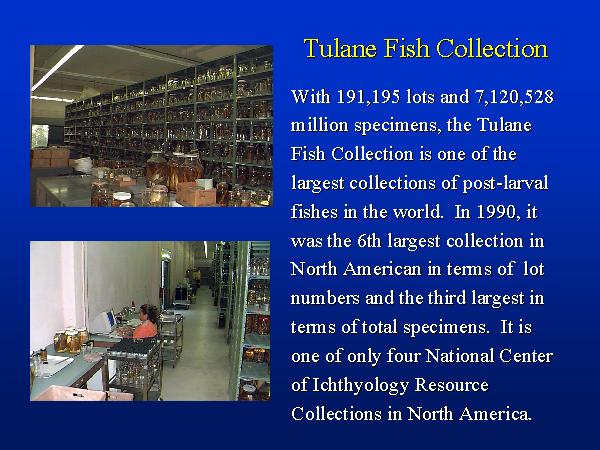 Tulane Fish Collection
With 191,195 lots and 7,120,528
million specimens, the Tulane
Fish Collection is one of the
largest collections of post-larval
fishes in the world.  In 1990, it
was the 6th largest collection in
North American in terms of  lot
numbers and the third largest in
terms of total specimens.  It is
one of only four National Center
of Ichthyology Resource
Collections in North America.